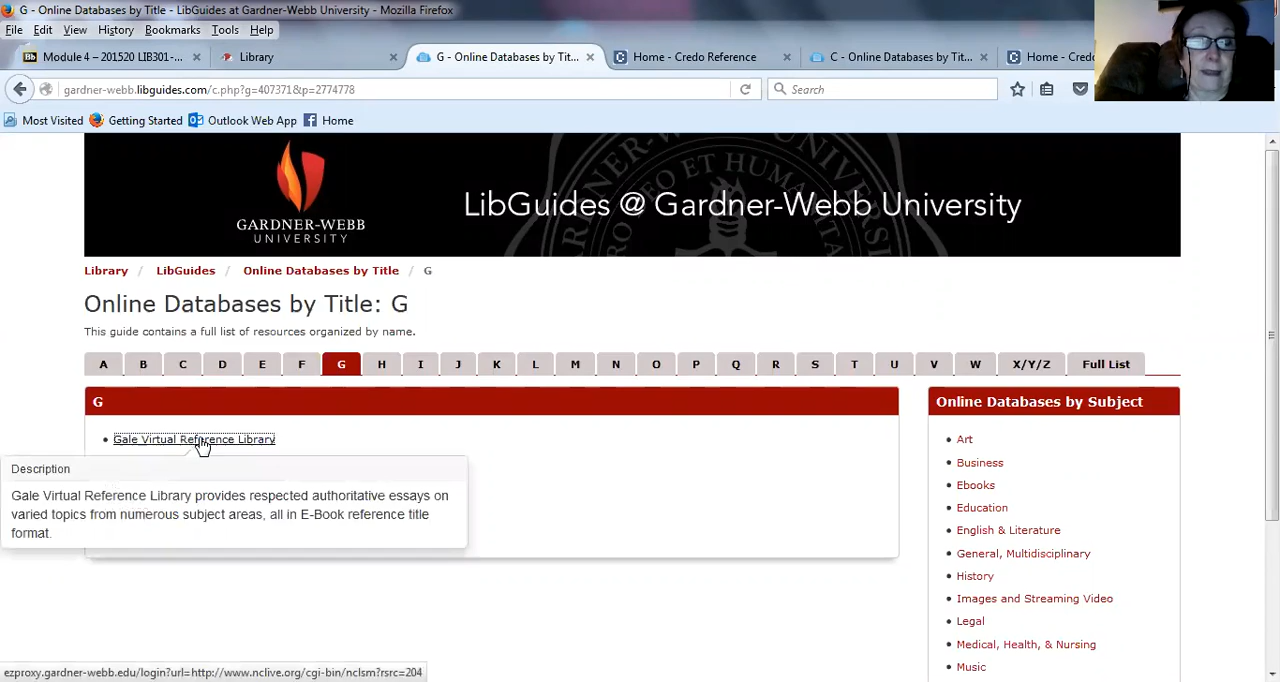 G - Online Databases by Title - LibGuides at Gardner-Webb University - Mozilla Firefox
File Edit View History Bookmarks Tools Help
Bb Module 4 – 201520 LIB301-... × Library × G - Online Databases by Tit... × C Home - Credo Reference × C - Online Databases by Tit... × C Home - Cred
gardner-webb.libguides.com/c.php?g=407371&p=2774778 Search
Most Visited Getting Started Outlook Web App Home
GARDNER-WEBB
UNIVERSITY
LibGuides @ Gardner-Webb University
Library / LibGuides / Online Databases by Title / G
Online Databases by Title: G
This guide contains a full list of resources organized by name.
A B C D E F G H I J K L M N O P Q R S T U V W X/Y/Z Full List
G
• Gale Virtual Reference Library
Description
Gale Virtual Reference Library provides respected authoritative essays on
varied topics from numerous subject areas, all in E-Book reference title
format.
Online Databases by Subject
• Art
• Business
• Ebooks
• Education
• English & Literature
• General, Multidisciplinary
• History
• Images and Streaming Video
• Legal
• Medical, Health, & Nursing
• Music
ezproxy.gardner-webb.edu/login?url=http://www.nclive.org/cgi-bin/nclsm?rsrc=204